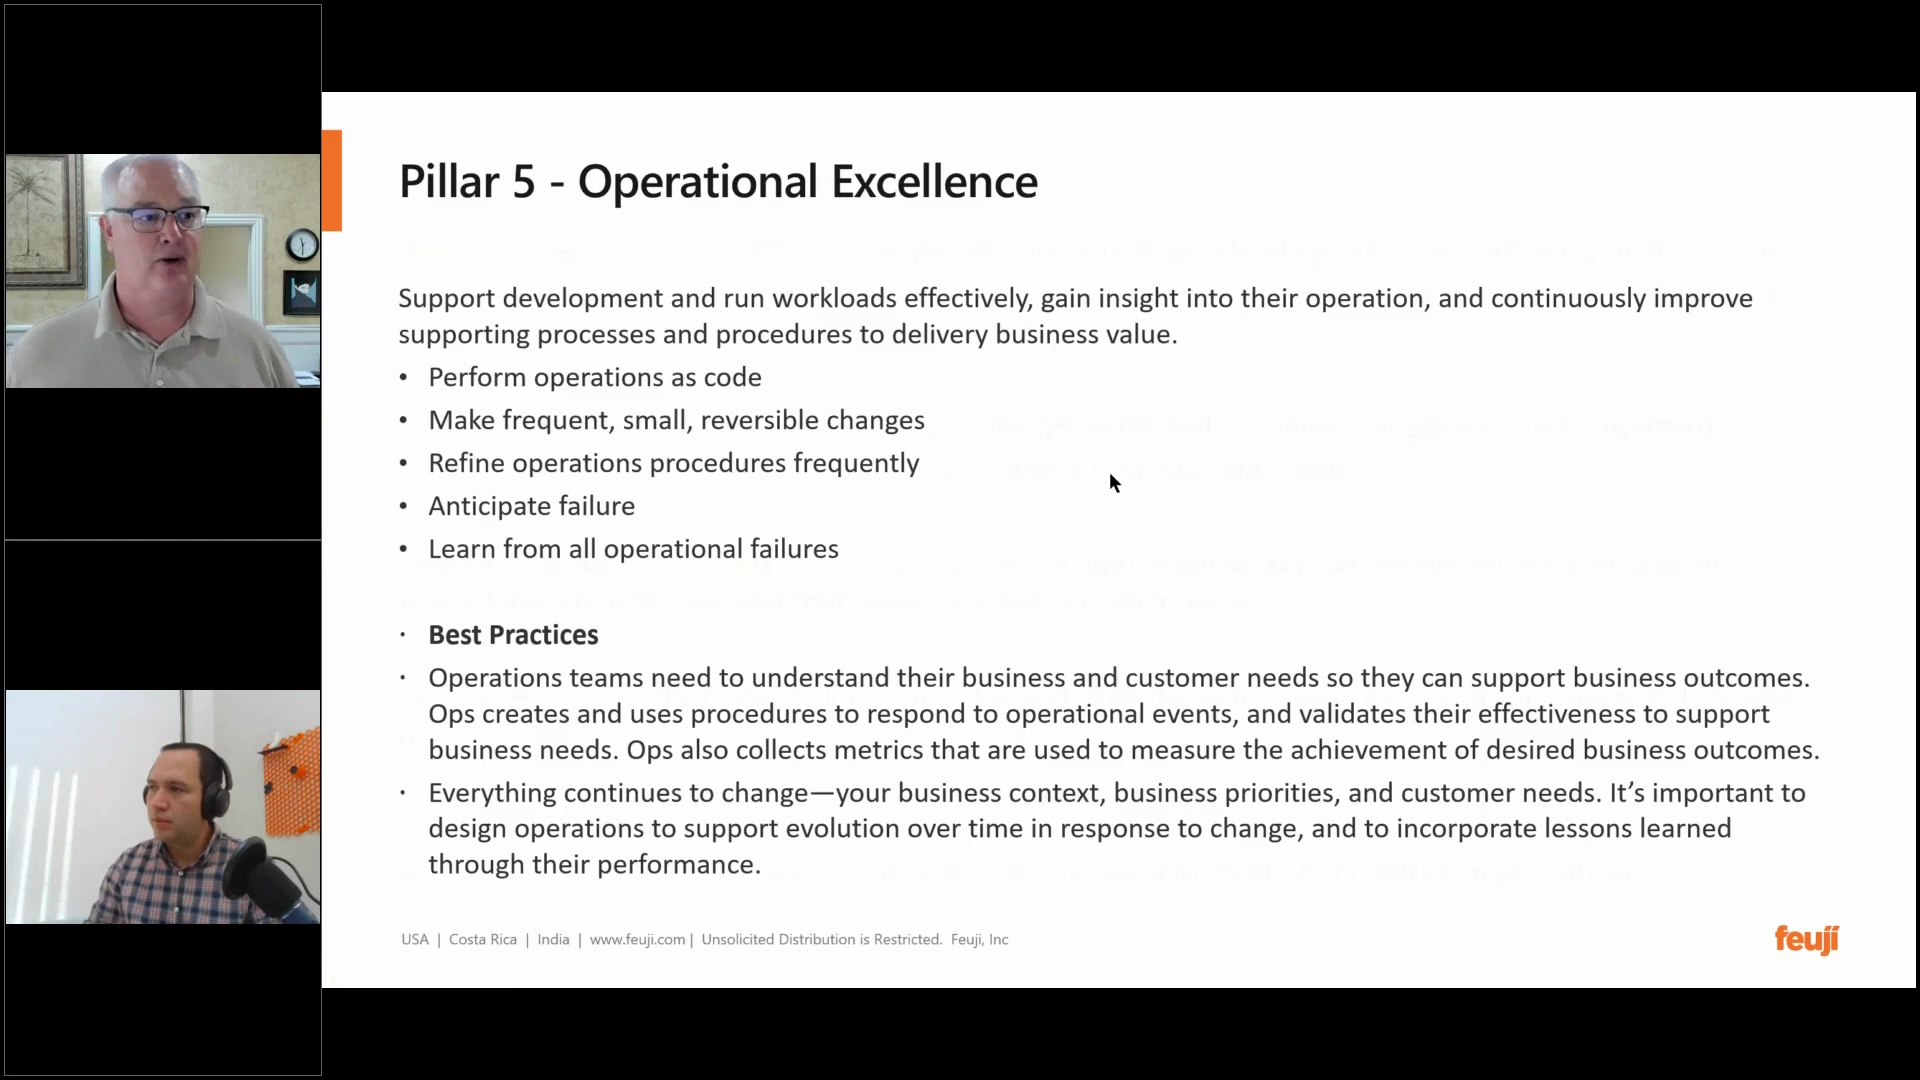 Pillar 5 - Operational Excellence
Support development and run workloads effectively, gain insight into their operation, and continuously improve
supporting processes and procedures to delivery business value.
• Perform operations as code
• Make frequent, small, reversible changes
• Refine operations procedures frequently
• Anticipate failure
• Learn from all operational failures
· Best Practices
· Operations teams need to understand their business and customer needs so they can support business outcomes.
Ops creates and uses procedures to respond to operational events, and validates their effectiveness to support
business needs. Ops also collects metrics that are used to measure the achievement of desired business outcomes.
· Everything continues to change—your business context, business priorities, and customer needs. It’s important to
design operations to support evolution over time in response to change, and to incorporate lessons learned
through their performance.
USA | Costa Rica | India | www.feuji.com | Unsolicited Distribution is Restricted. Feuji, Inc
feuji